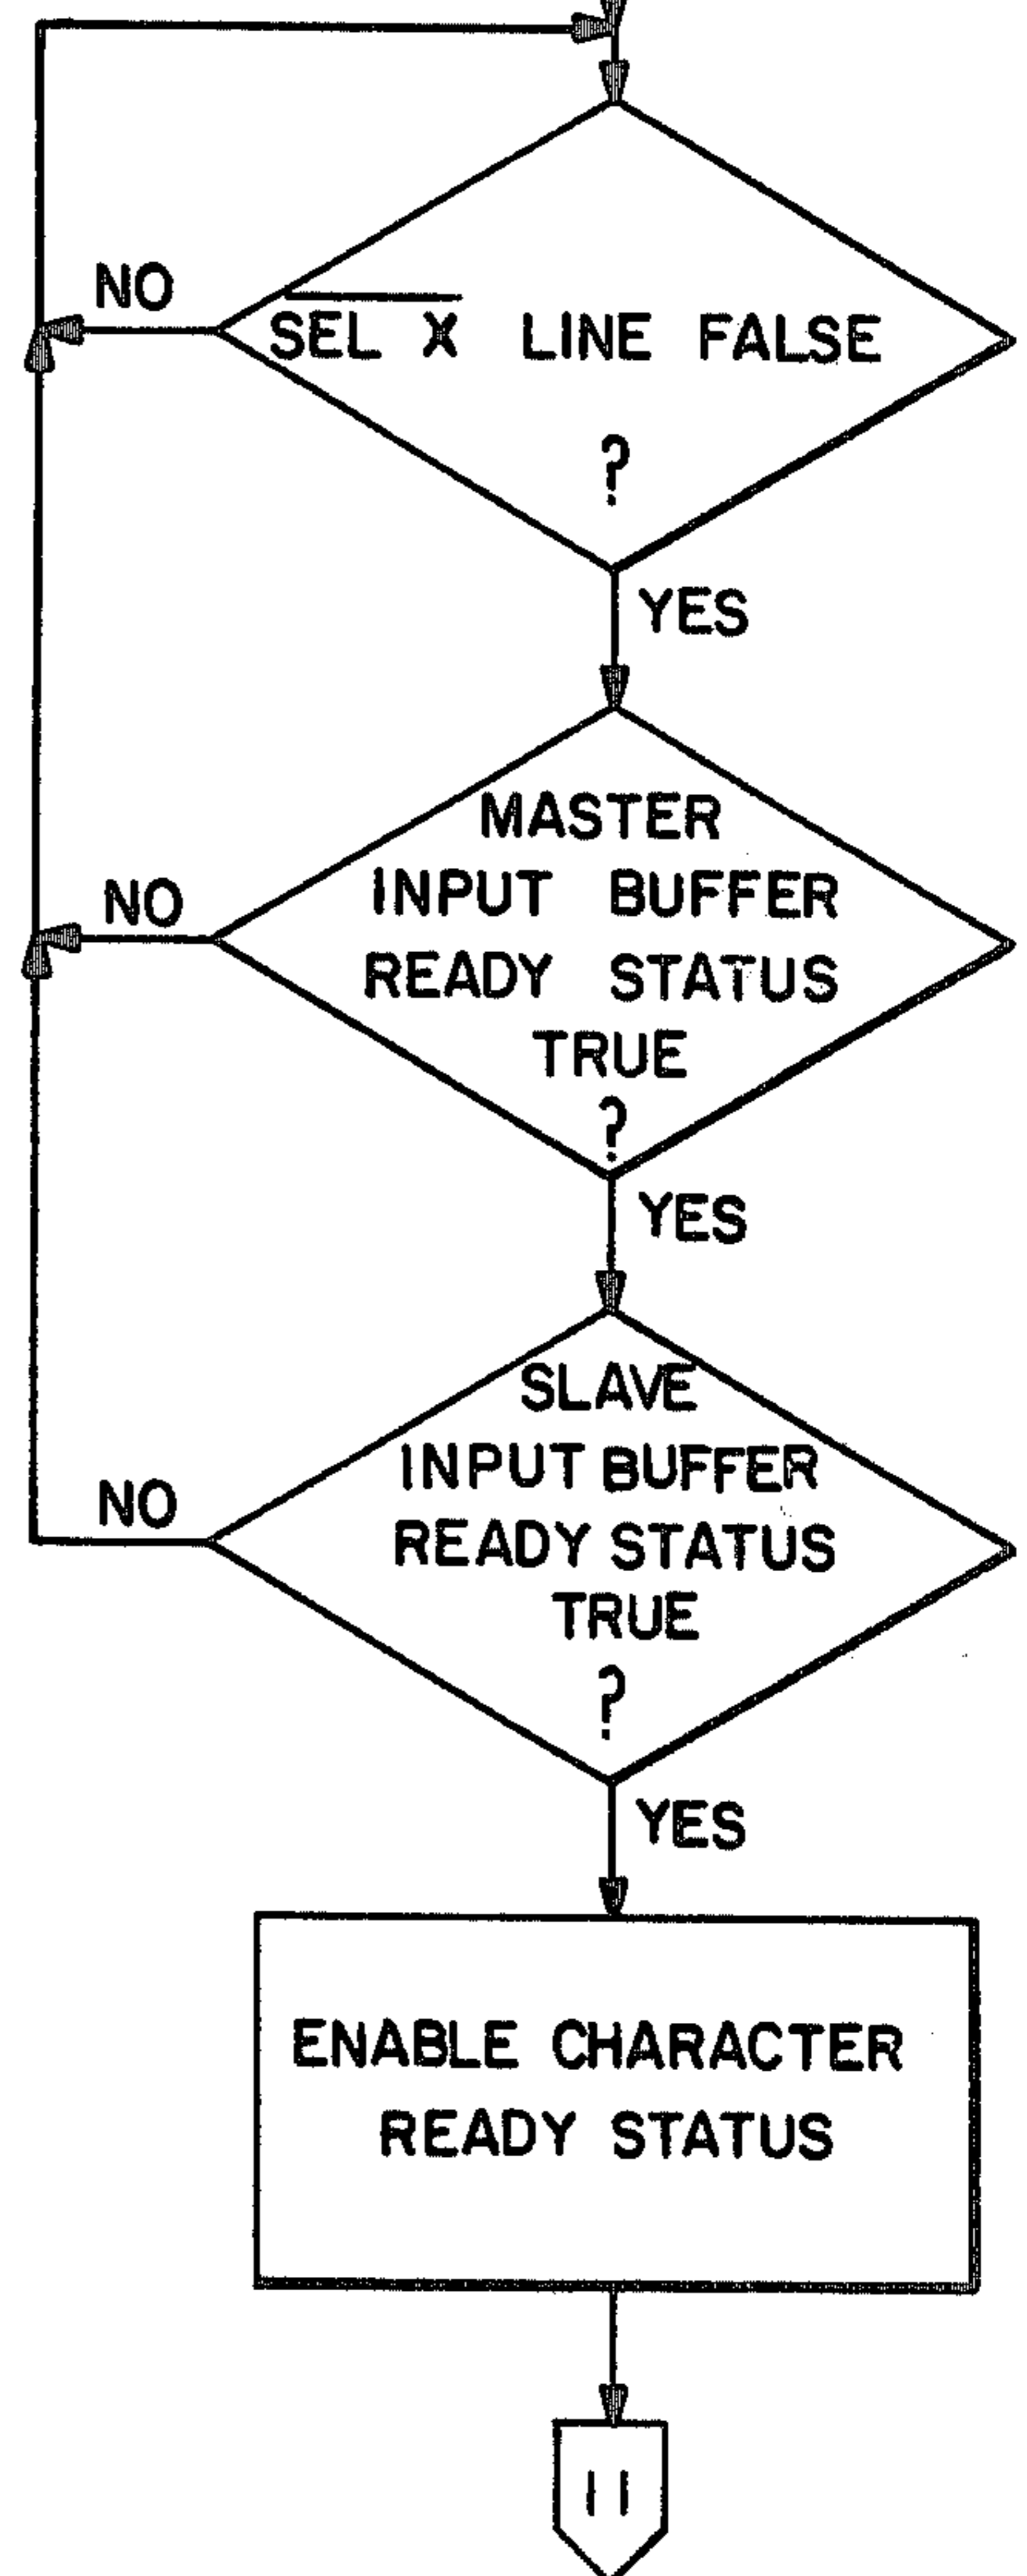 NO
S̅E̅L̅ ̅X̅ LINE FALSE
?
YES
MASTER
INPUT BUFFER
NO
READY STATUS
TRUE
?
YES
SLAVE
INPUT BUFFER
NO
READY STATUS
TRUE
?
YES
ENABLE CHARACTER
READY STATUS
11